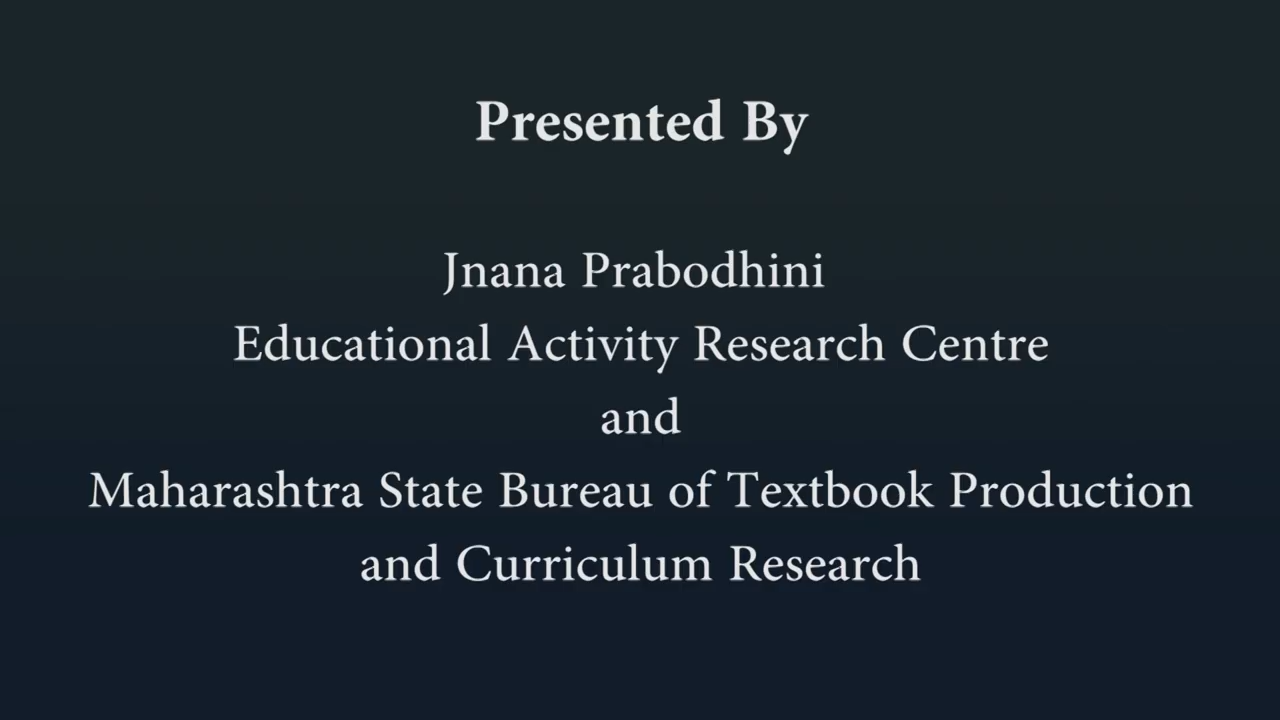 Presented By
Jnana Prabodhini
Educational Activity Research Centre
and
Maharashtra State Bureau of Textbook Production
and Curriculum Research